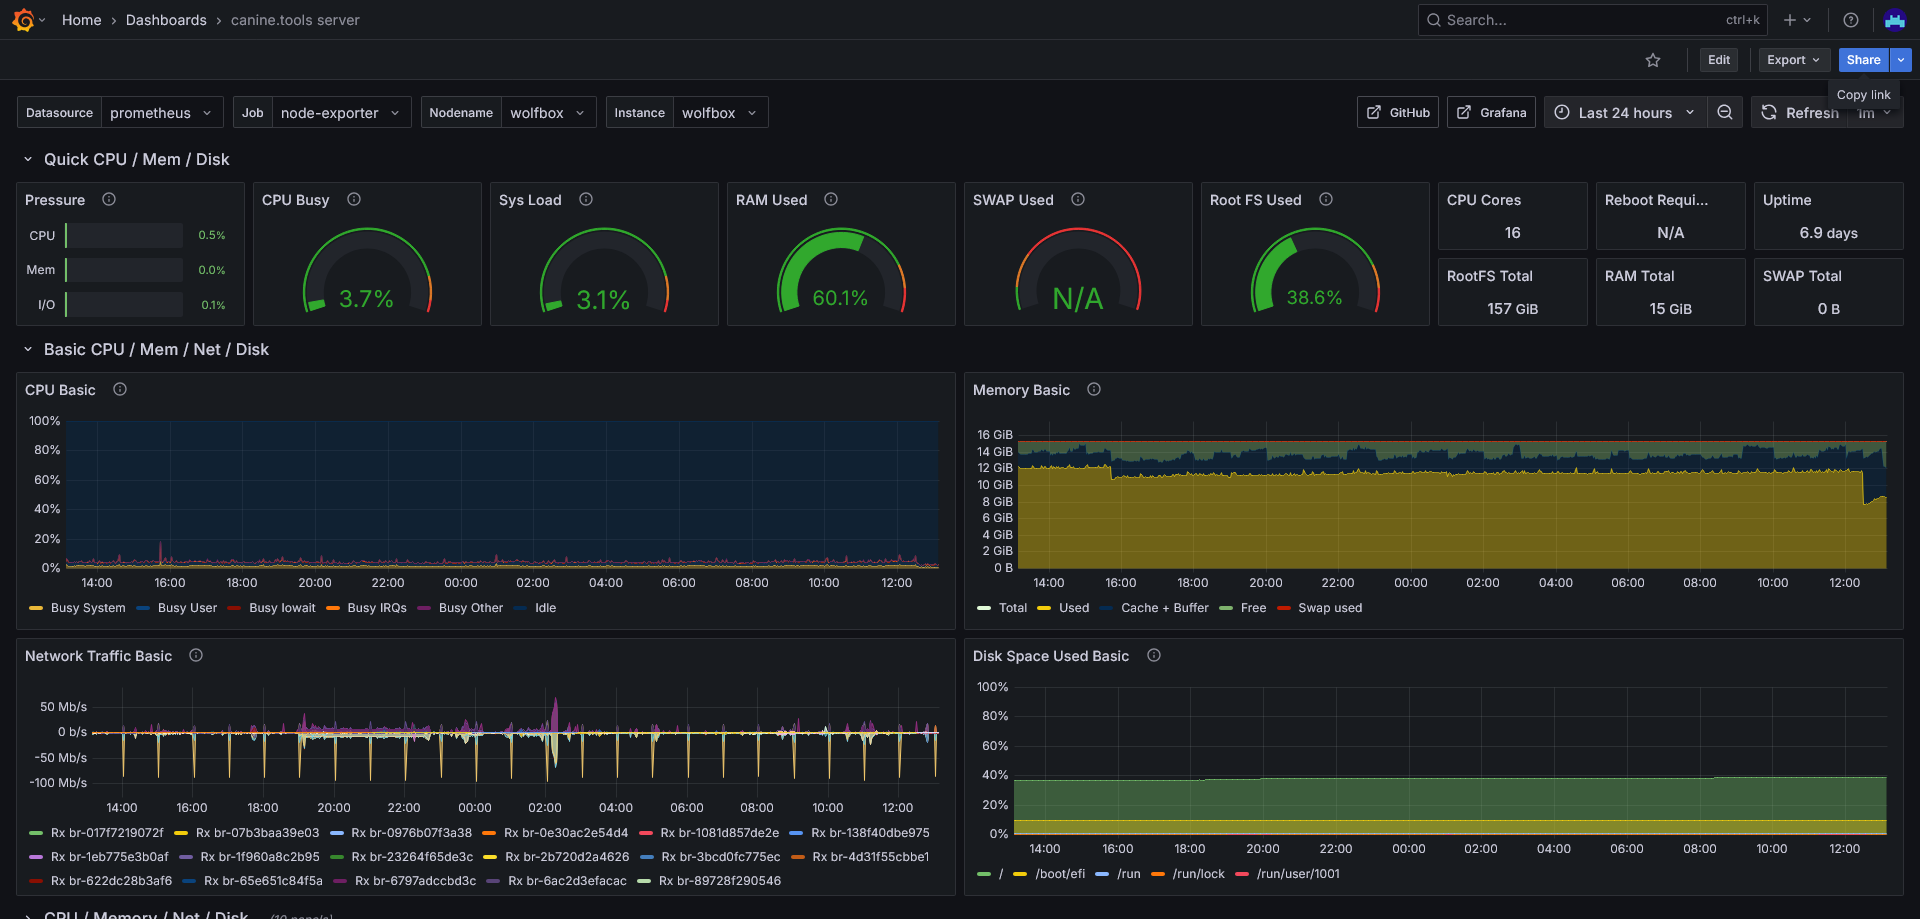 Home › Dashboards › canine.tools server
Search... ctrl+k
Edit Export Share
Copy link
Datasource prometheus Job node-exporter Nodename wolfbox Instance wolfbox GitHub Grafana Last 24 hours Refresh 1m
Quick CPU / Mem / Disk
Pressure
CPU 0.5%
Mem 0.0%
I/O 0.1%
CPU Busy
3.7%
Sys Load
3.1%
RAM Used
60.1%
SWAP Used
N/A
Root FS Used
38.6%
CPU Cores
16
Reboot Requi...
N/A
Uptime
6.9 days
RootFS Total
157 GiB
RAM Total
15 GiB
SWAP Total
0 B
Basic CPU / Mem / Net / Disk
CPU Basic
100%
80%
60%
40%
20%
0%
14:00 16:00 18:00 20:00 22:00 00:00 02:00 04:00 06:00 08:00 10:00 12:00
Busy System Busy User Busy Iowait Busy IRQs Busy Other Idle
Memory Basic
16 GiB
14 GiB
12 GiB
10 GiB
8 GiB
6 GiB
4 GiB
2 GiB
0 B
14:00 16:00 18:00 20:00 22:00 00:00 02:00 04:00 06:00 08:00 10:00 12:00
Total Used Cache + Buffer Free Swap used
Network Traffic Basic
50 Mb/s
0 b/s
-50 Mb/s
-100 Mb/s
14:00 16:00 18:00 20:00 22:00 00:00 02:00 04:00 06:00 08:00 10:00 12:00
Rx br-017f7219072f Rx br-07b3baa39e03 Rx br-0976b07f3a38 Rx br-0e30ac2e54d4 Rx br-1081d857de2e Rx br-138f40dbe975
Rx br-1eb775e3b0af Rx br-1f960a8c2b95 Rx br-23264f65de3c Rx br-2b720d2a4626 Rx br-3bcd0fc775ec Rx br-4d31f55cbbe1
Rx br-622dc28b3af6 Rx br-65e651c84f5a Rx br-6797adccbd3c Rx br-6ac2d3efacac Rx br-89728f290546
Disk Space Used Basic
100%
80%
60%
40%
20%
0%
14:00 16:00 18:00 20:00 22:00 00:00 02:00 04:00 06:00 08:00 10:00 12:00
/ /boot/efi /run /run/lock /run/user/1001
CPU / Memory / Net / Disk (10 panels)